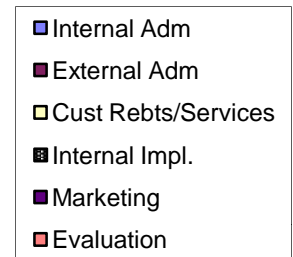 Internal Adm
External Adm
Cust Rebts/Services
Internal Impl.
Marketing
Evaluation